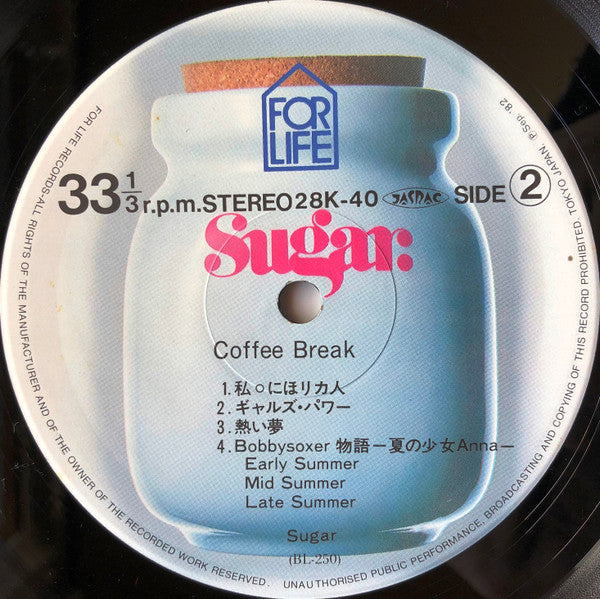 FOR
LIFE
33 1/3 r.p.m. STEREO 28K-40 JASRAC SIDE 2
Sugar:
Coffee Break
1. 私○にほリカ人
2. ギャルズ・パワー
3. 熱い夢
4. Bobbysoxer 物語ー夏の少女Annaー
Early Summer
Mid Summer
Late Summer
Sugar
(BL-250)
FOR LIFE RECORDS-ALL RIGHTS OF THE MANUFACTURER AND OF THE OWNER OF THE RECORDED WORK RESERVED. UNAUTHORISED PUBLIC PERFORMANCE, BROADCASTING AND COPYING OF THIS RECORD PROHIBITED. TOKYO JAPAN. ⓅSep.'82